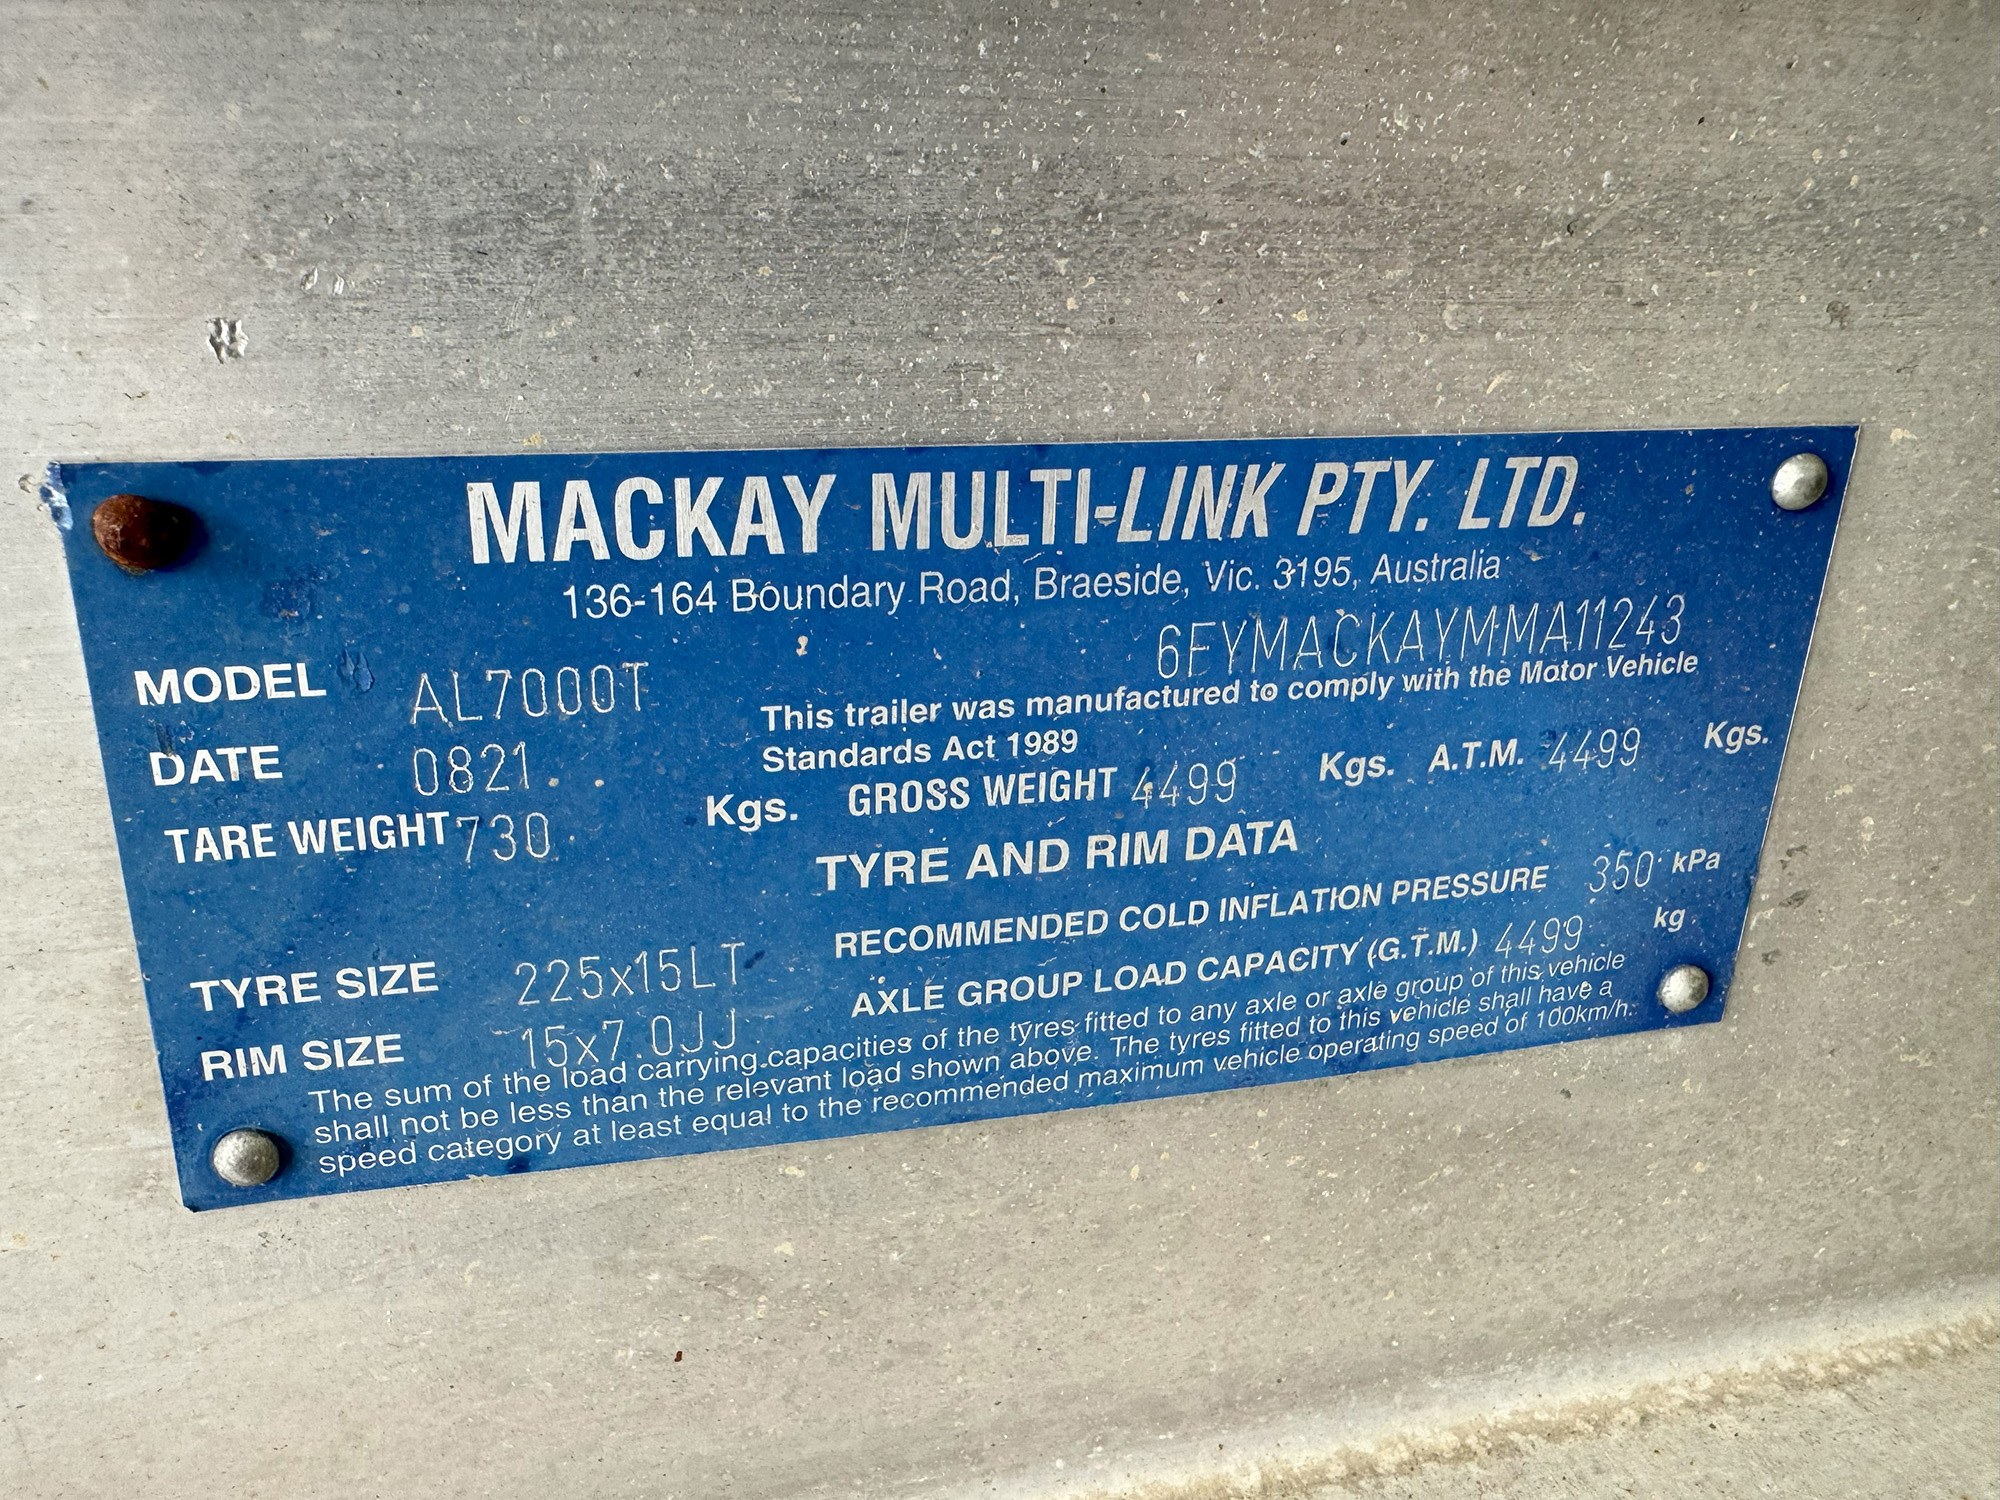 MACKAY MULTI-LINK PTY. LTD.
136-164 Boundary Road, Braeside, Vic. 3195, Australia
6FYMACKAYMMA11243
MODEL AL7000T
This trailer was manufactured to comply with the Motor Vehicle
Standards Act 1989
DATE 0821
TARE WEIGHT 730 Kgs. GROSS WEIGHT 4499 Kgs. A.T.M. 4499 Kgs.
TYRE AND RIM DATA
RECOMMENDED COLD INFLATION PRESSURE 350 kPa
TYRE SIZE 225x15LT
AXLE GROUP LOAD CAPACITY (G.T.M.) 4499 kg
RIM SIZE 15x7.0JJ
The sum of the load carrying capacities of the tyres fitted to any axle or axle group of this vehicle
shall not be less than the relevant load shown above. The tyres fitted to this vehicle shall have a
speed category at least equal to the recommended maximum vehicle operating speed of 100km/h.